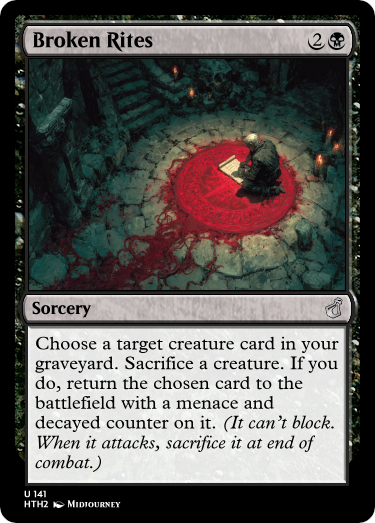 Broken Rites 2
Sorcery
Choose a target creature card in your
graveyard. Sacrifice a creature. If you
do, return the chosen card to the
battlefield with a menace and
decayed counter on it. (It can't block.
When it attacks, sacrifice it at end of
combat.)
U 141
HTH2 Midjourney